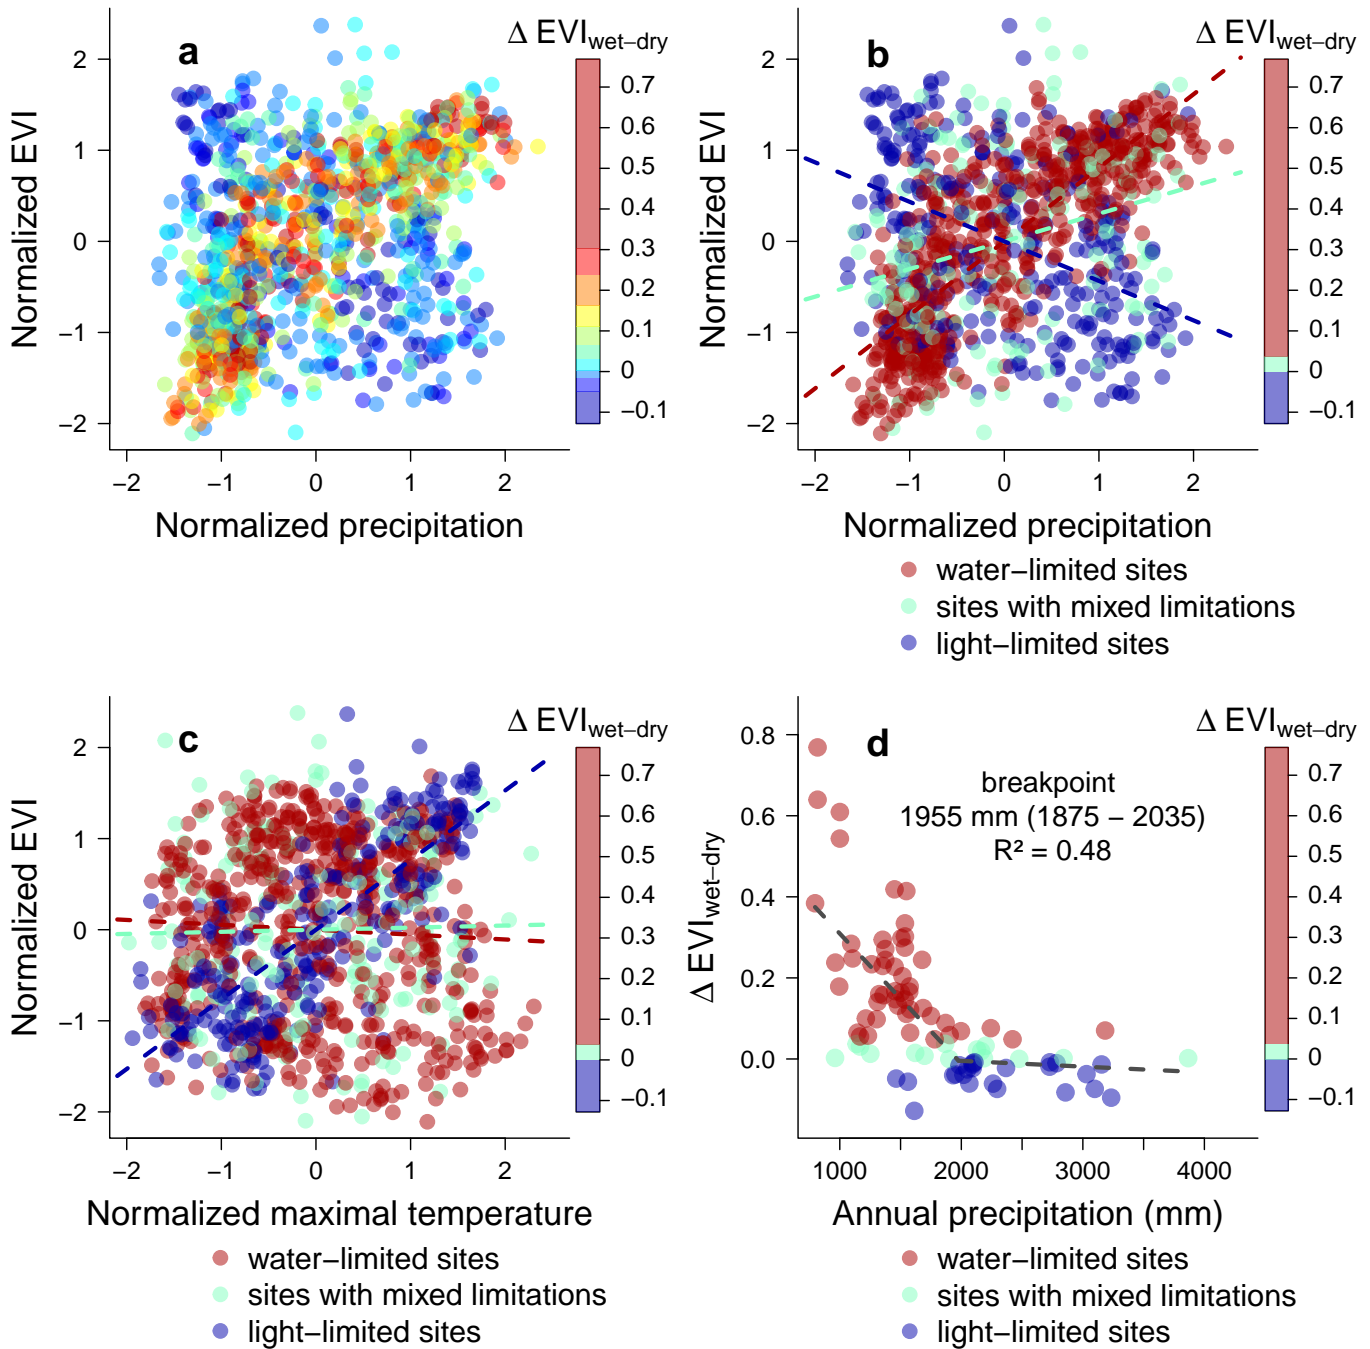 a
Δ EVIwet−dry
Normalized EVI
2
1
0
−1
−2
−2
−1
0
1
2
Normalized precipitation
0.7
0.6
0.5
0.4
0.3
0.2
0.1
0
−0.1
b
Δ EVIwet−dry
Normalized EVI
2
1
0
−1
−2
−2
−1
0
1
2
Normalized precipitation
0.7
0.6
0.5
0.4
0.3
0.2
0.1
0
−0.1
water−limited sites
sites with mixed limitations
light−limited sites
c
Δ EVIwet−dry
Normalized EVI
2
1
0
−1
−2
−2
−1
0
1
2
Normalized maximal temperature
0.7
0.6
0.5
0.4
0.3
0.2
0.1
0
−0.1
water−limited sites
sites with mixed limitations
light−limited sites
d
Δ EVIwet−dry
breakpoint
1955 mm (1875 − 2035)
R² = 0.48
Δ EVIwet−dry
0.8
0.6
0.4
0.2
0.0
1000
2000
3000
4000
Annual precipitation (mm)
0.7
0.6
0.5
0.4
0.3
0.2
0.1
0
−0.1
water−limited sites
sites with mixed limitations
light−limited sites